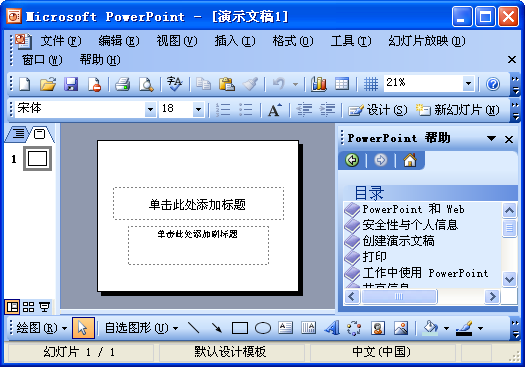 Microsoft PowerPoint - [演示文稿1]
文件(F) 编辑(E) 视图(V) 插入(I) 格式(O) 工具(T) 幻灯片放映(D)
窗口(W) 帮助(H)
21%
宋体 18 设计(S) 新幻灯片(N)
PowerPoint 帮助
1
目录
单击此处添加标题
单击此处添加副标题
PowerPoint 和 Web
安全性与个人信息
创建演示文稿
打印
工作中使用 PowerPoint
共享信息
绘图(R) 自选图形(U)
幻灯片 1 / 1 默认设计模板 中文(中国)